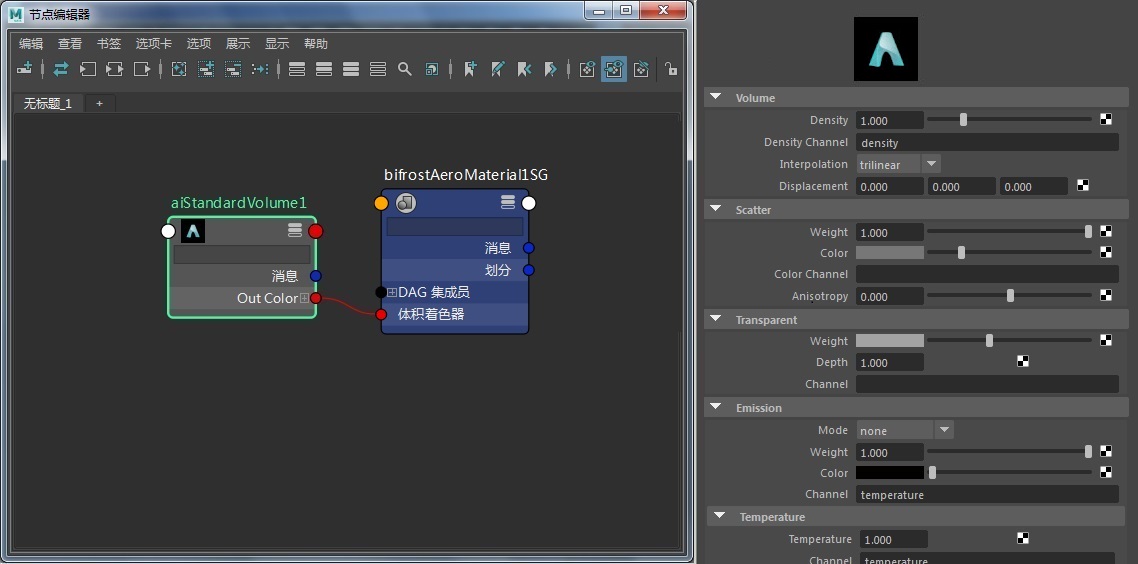 节点编辑器
编辑 查看 书签 选项卡 选项 展示 显示 帮助
无标题_1 +
aiStandardVolume1
消息
Out Color
bifrostAeroMaterial1SG
消息
划分
DAG 集成员
体积着色器
Volume
Density 1.000
Density Channel density
Interpolation trilinear
Displacement 0.000 0.000 0.000
Scatter
Weight 1.000
Color
Color Channel
Anisotropy 0.000
Transparent
Weight
Depth 1.000
Channel
Emission
Mode none
Weight 1.000
Color
Channel temperature
Temperature
Temperature 1.000
Channel temperature